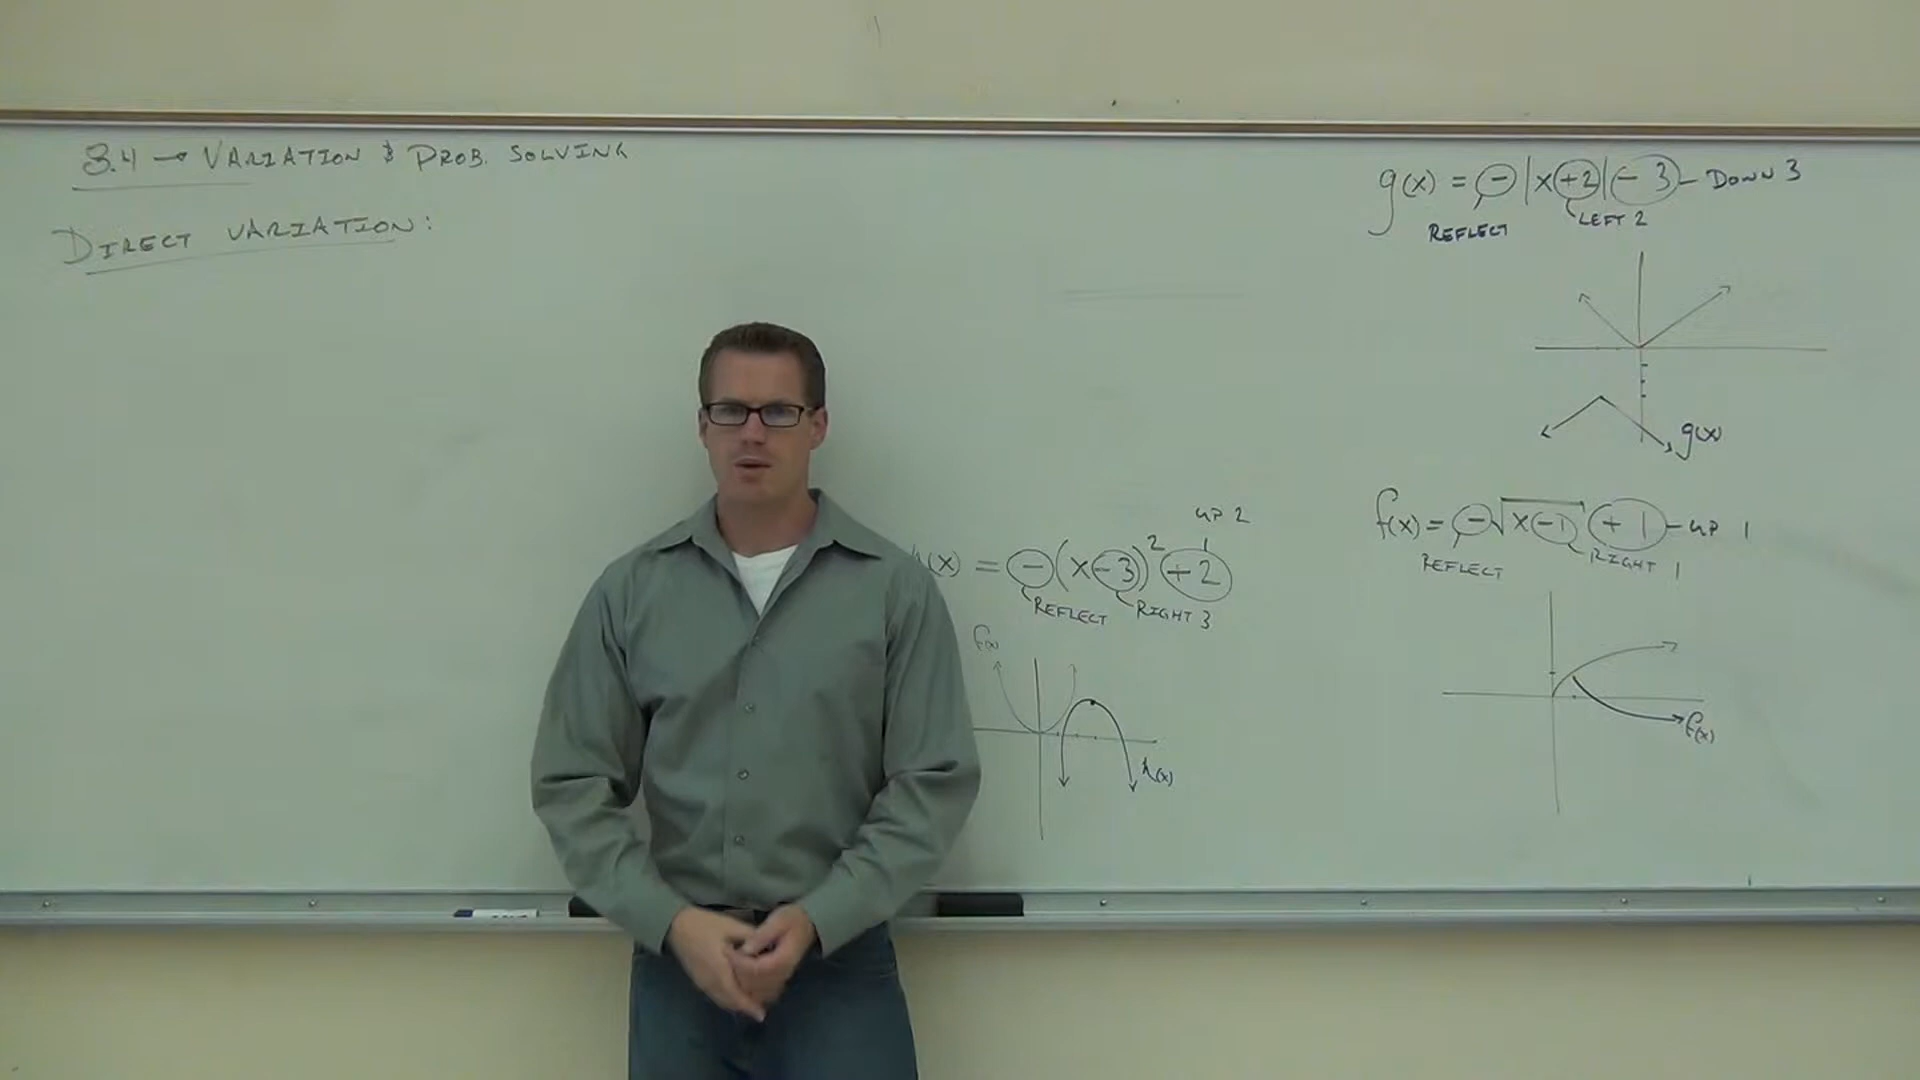 8.4 → VARIATION & PROB. SOLVING
DIRECT VARIATION:
(x) = -(x-3)²+2
UP 2
REFLECT
RIGHT 3
f(x)
h(x)
g(x) = -|x+2|-3 - DOWN 3
REFLECT
LEFT 2
g(x)
f(x) = -√x-1 +1 - UP 1
REFLECT
RIGHT 1
f(x)